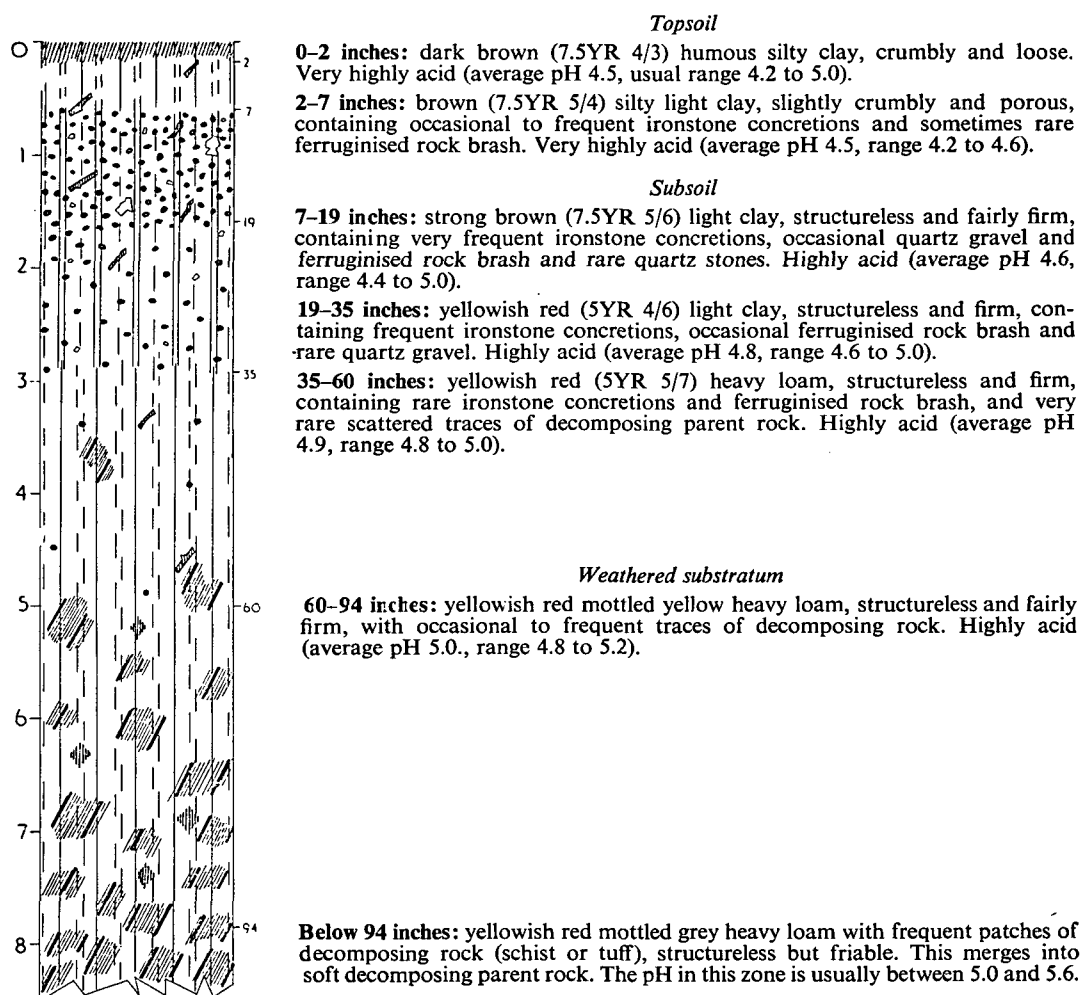 Topsoil
0–2 inches: dark brown (7.5YR 4/3) humous silty clay, crumbly and loose.
Very highly acid (average pH 4.5, usual range 4.2 to 5.0).
2–7 inches: brown (7.5YR 5/4) silty light clay, slightly crumbly and porous,
containing occasional to frequent ironstone concretions and sometimes rare
ferruginised rock brash. Very highly acid (average pH 4.5, range 4.2 to 4.6).
Subsoil
7–19 inches: strong brown (7.5YR 5/6) light clay, structureless and fairly firm,
containing very frequent ironstone concretions, occasional quartz gravel and
ferruginised rock brash and rare quartz stones. Highly acid (average pH 4.6,
range 4.4 to 5.0).
19–35 inches: yellowish red (5YR 4/6) light clay, structureless and firm, con-
taining frequent ironstone concretions, occasional ferruginised rock brash and
rare quartz gravel. Highly acid (average pH 4.8, range 4.6 to 5.0).
35–60 inches: yellowish red (5YR 5/7) heavy loam, structureless and firm,
containing rare ironstone concretions and ferruginised rock brash, and very
rare scattered traces of decomposing parent rock. Highly acid (average pH
4.9, range 4.8 to 5.0).
Weathered substratum
60–94 inches: yellowish red mottled yellow heavy loam, structureless and fairly
firm, with occasional to frequent traces of decomposing rock. Highly acid
(average pH 5.0., range 4.8 to 5.2).
Below 94 inches: yellowish red mottled grey heavy loam with frequent patches of
decomposing rock (schist or tuff), structureless but friable. This merges into
soft decomposing parent rock. The pH in this zone is usually between 5.0 and 5.6.
0
1
2
3
4
5
6
7
8
2
7
19
35
60
94